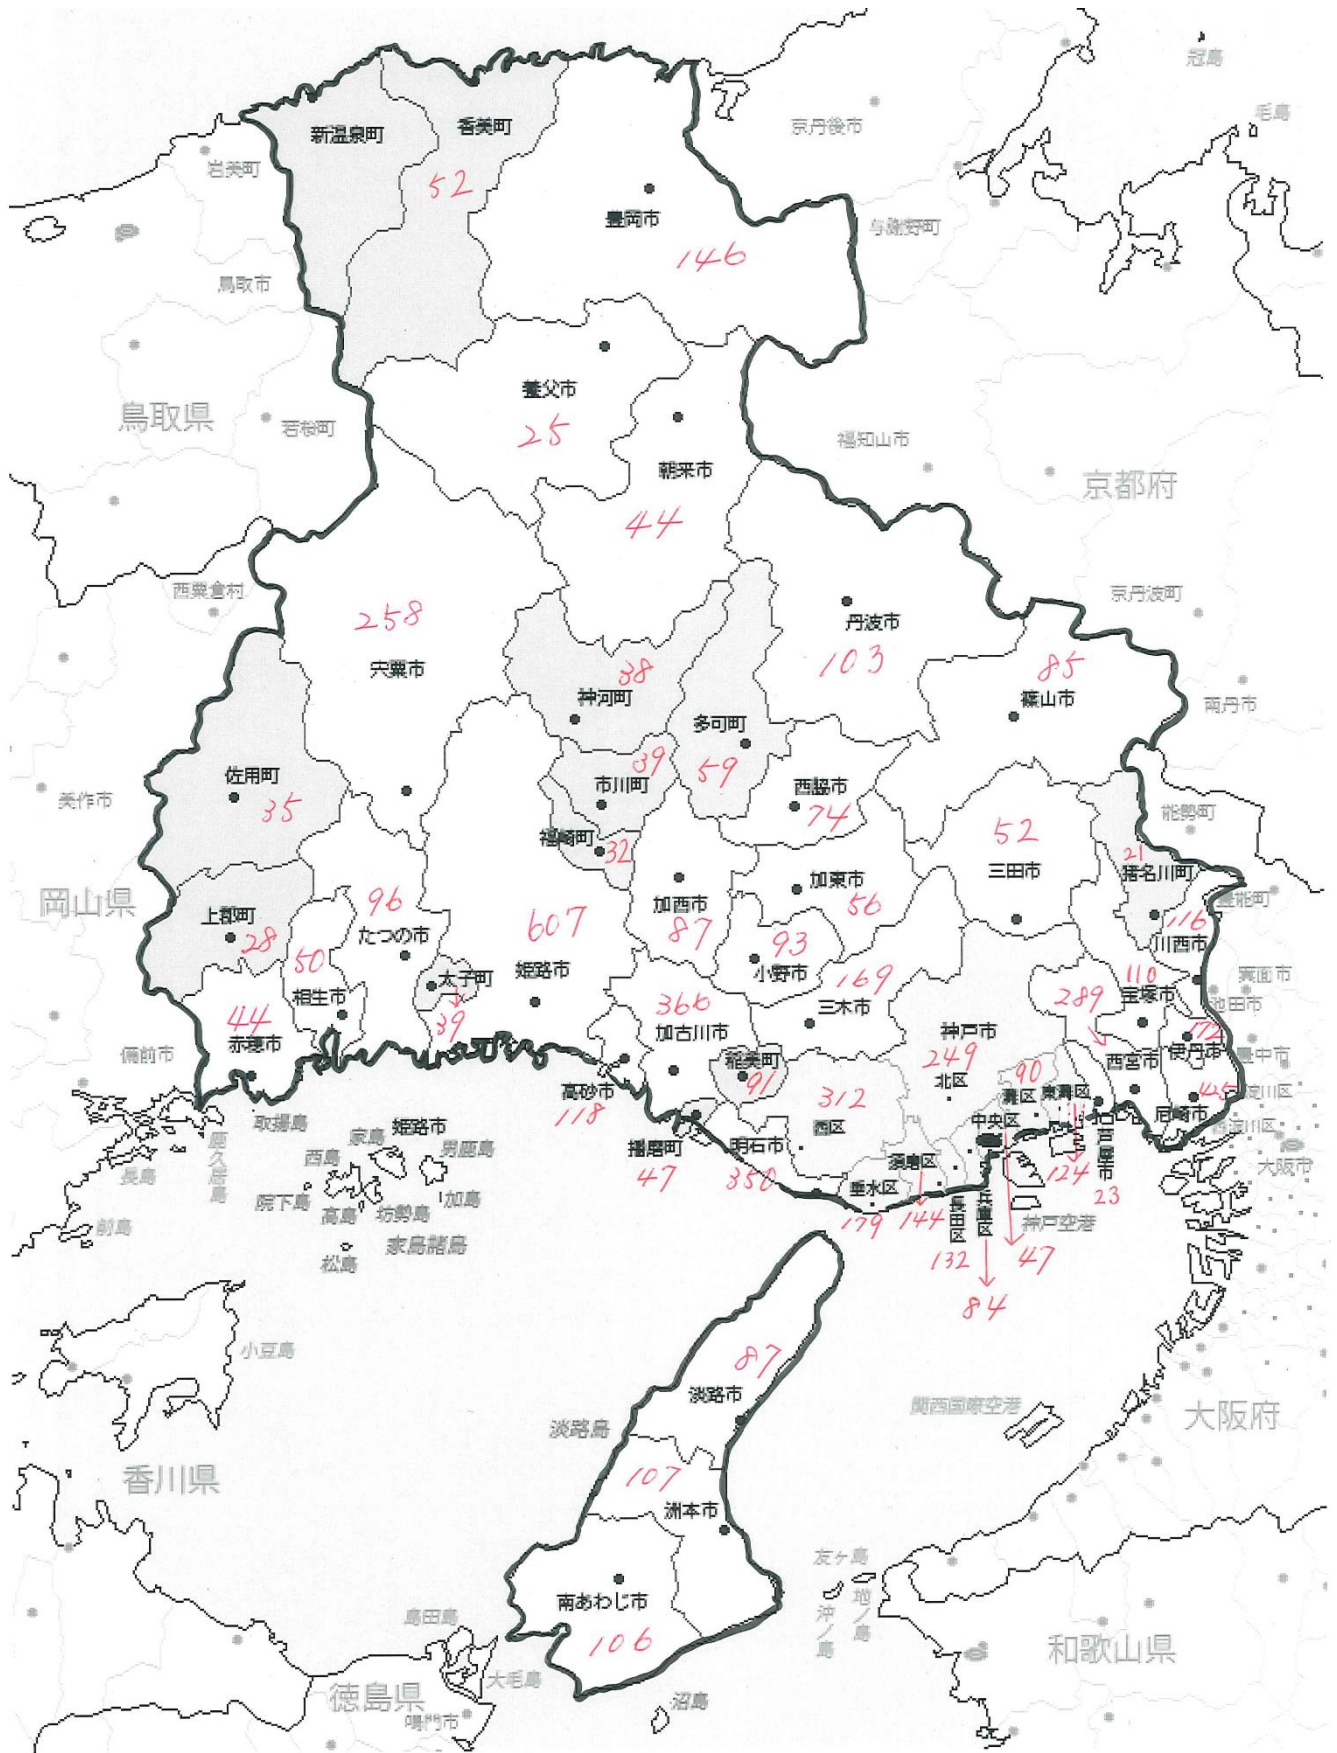 冠島
京丹後市
毛島
新温泉町
香美町
岩美町
52
豊岡市
与謝野町
146
鳥取市
養父市
鳥取県
若桜町
25
福知山市
朝来市
京都府
44
西粟倉村
京丹波町
258
丹波市
宍粟市
103
38
85
神河町
篠山市
南丹市
多可町
39
59
佐用町
市川町
西脇市
美作市
35
74
能勢町
52
福崎町
32
21
猪名川町
三田市
岡山県
加東市
豊能町
96
加西市
56
上郡町
116
28
たつの市
607
87
93
川西市
50
小野市
169
110
箕面市
太子町
姫路市
相生市
366
289
宝塚市
池田市
44
39
加古川市
三木市
神戸市
赤穂市
172
備前市
249
伊丹市
豊中市
稲美町
西宮市
91
北区
90
高砂市
312
灘区
東灘区
425
淀川区
118
西区
中央区
尼崎市
西淀川区
取揚島
姫路市
家島
男鹿島
播磨町
明石市
須磨区
芦屋市
大阪市
鹿久居島
西島
長島
47
350
垂水区
124
院下島
加島
23
高島
坊勢島
179
144
長田区
兵庫区
神戸空港
前島
家島諸島
松島
132
47
84
小豆島
87
淡路市
関西国際空港
大阪府
淡路島
香川県
107
洲本市
友ヶ島
地ノ島
沖ノ島
南あわじ市
島田島
106
和歌山県
大毛島
徳島県
沼島
鳴門市